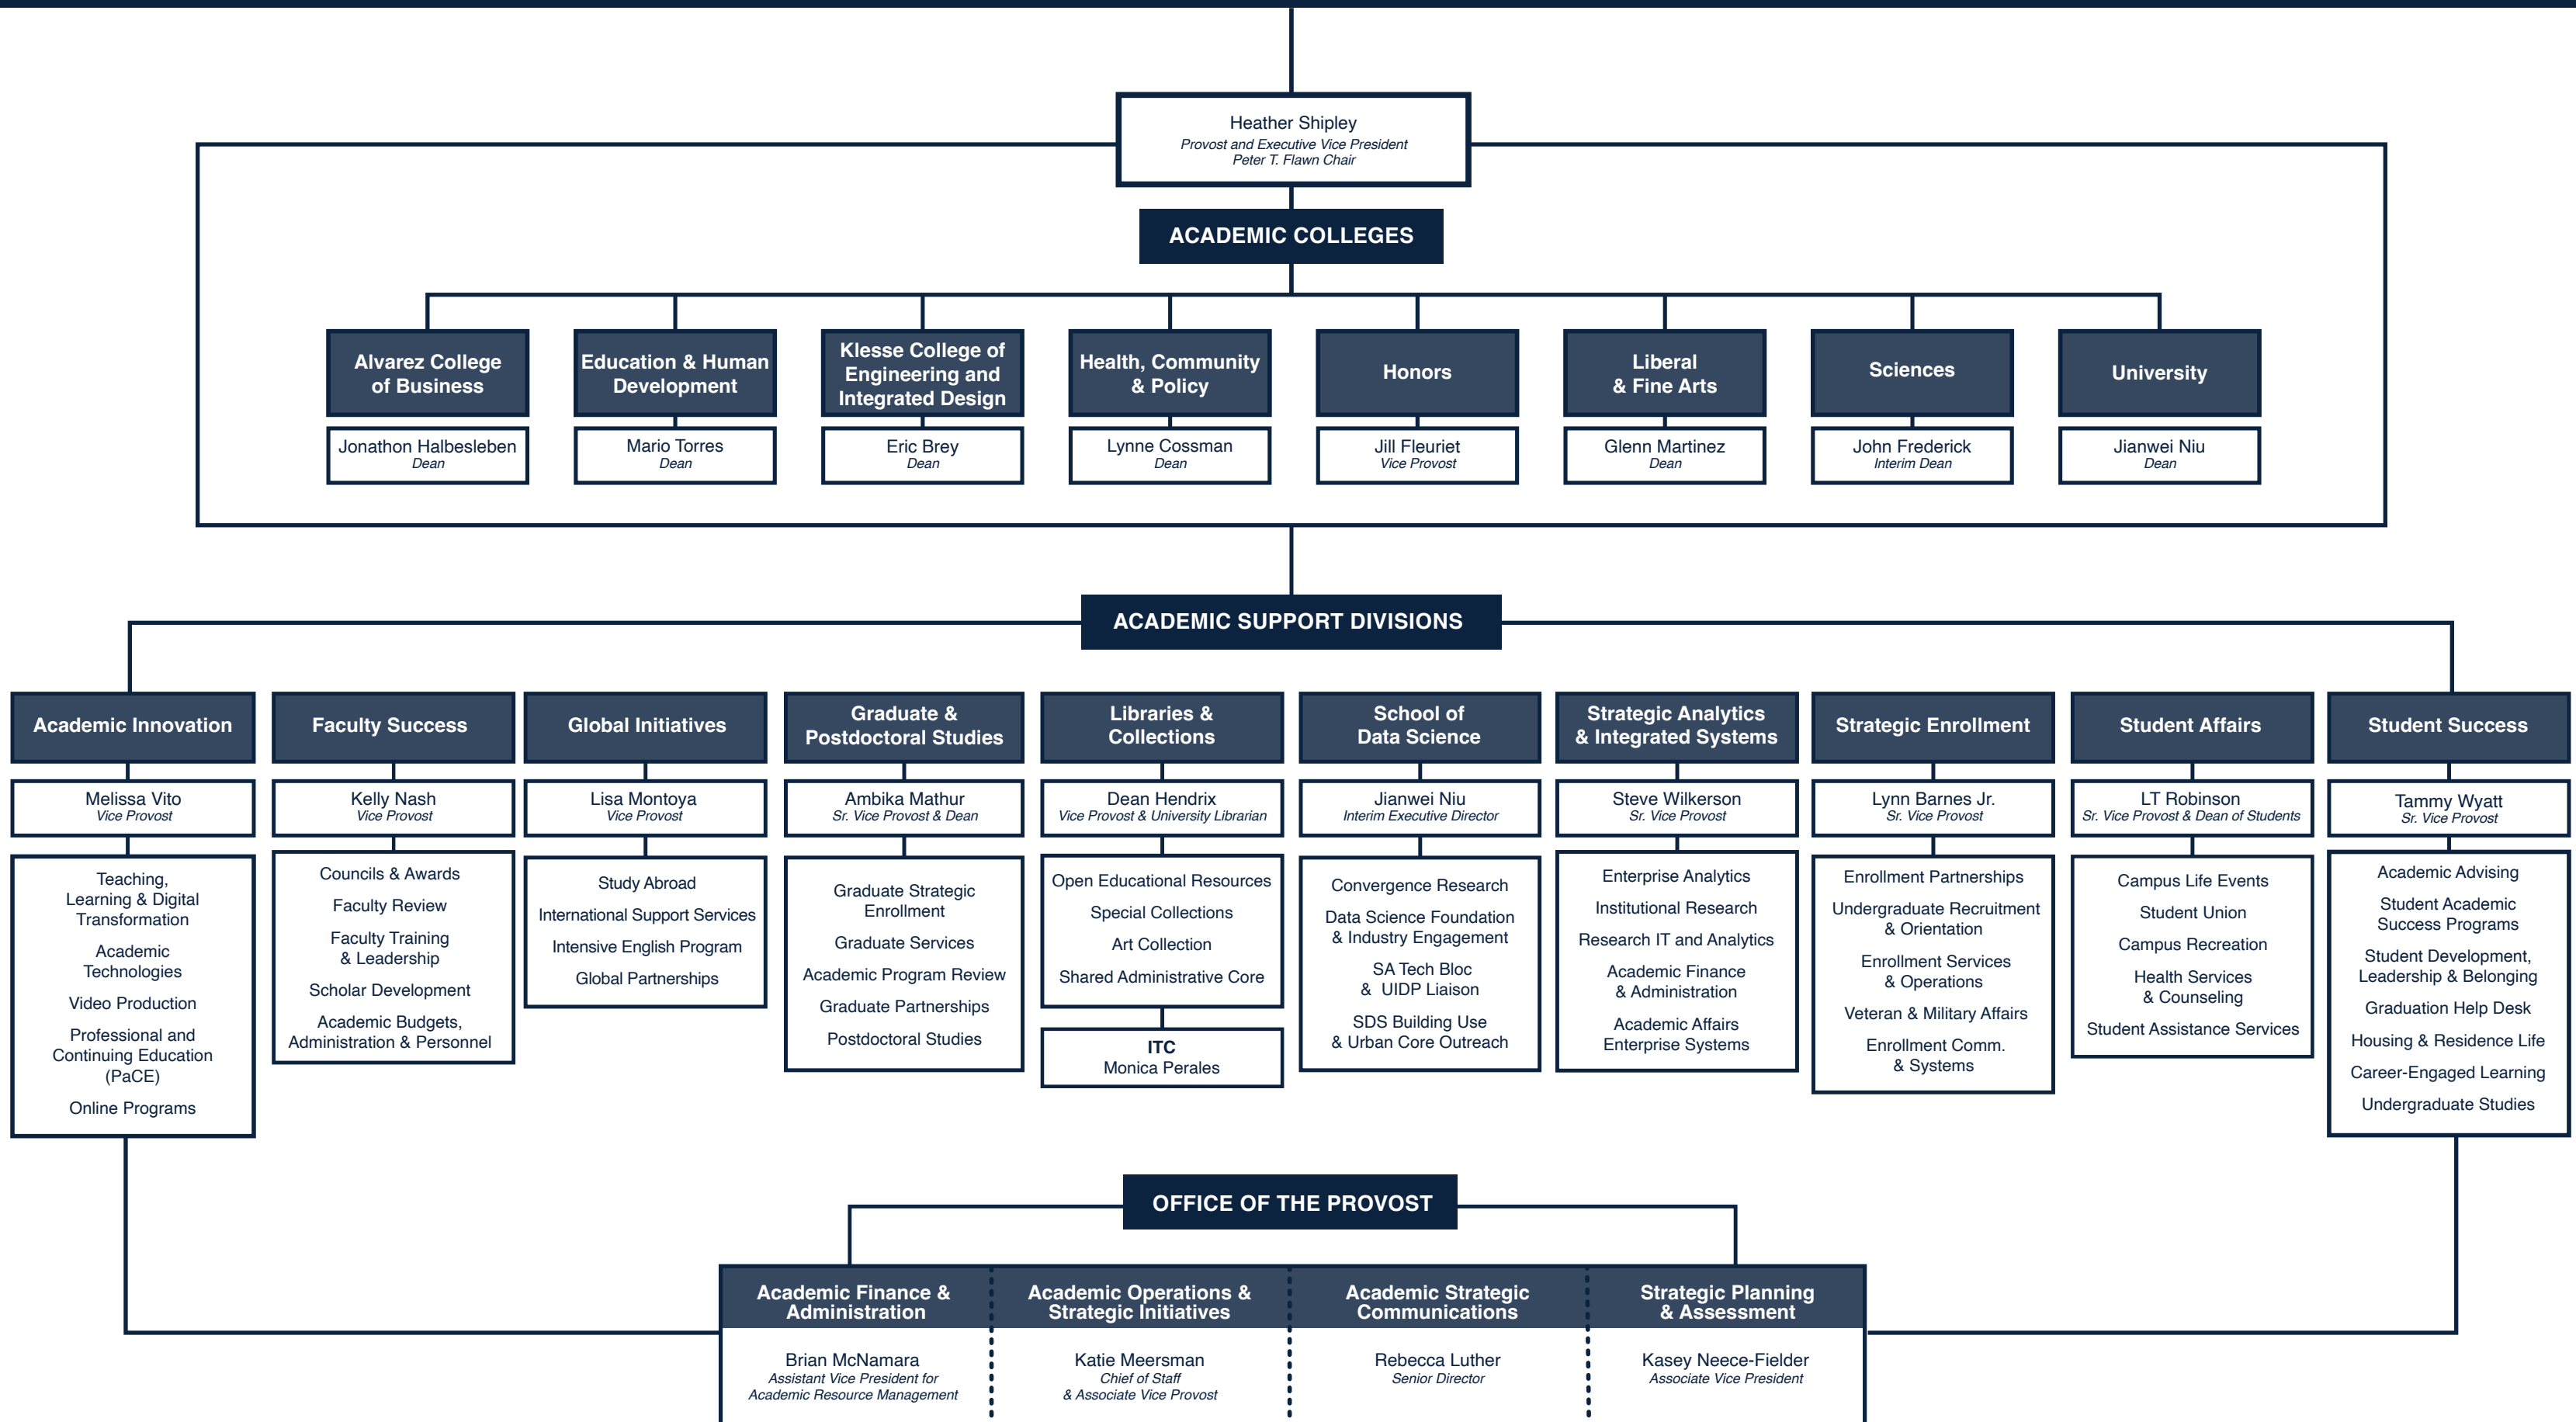 Heather Shipley
Provost and Executive Vice President
Peter T. Flawn Chair
ACADEMIC COLLEGES
Alvarez College
of Business
Jonathon Halbesleben
Dean
Education & Human
Development
Mario Torres
Dean
Klesse College of
Engineering and
Integrated Design
Eric Brey
Dean
Health, Community
& Policy
Lynne Cossman
Dean
Honors
Jill Fleuriet
Vice Provost
Liberal
& Fine Arts
Glenn Martinez
Dean
Sciences
John Frederick
Interim Dean
University
Jianwei Niu
Dean
ACADEMIC SUPPORT DIVISIONS
Academic Innovation
Melissa Vito
Vice Provost
Teaching,
Learning & Digital
Transformation
Academic
Technologies
Video Production
Professional and
Continuing Education
(PaCE)
Online Programs
Faculty Success
Kelly Nash
Vice Provost
Councils & Awards
Faculty Review
Faculty Training
& Leadership
Scholar Development
Academic Budgets,
Administration & Personnel
Global Initiatives
Lisa Montoya
Vice Provost
Study Abroad
International Support Services
Intensive English Program
Global Partnerships
Graduate &
Postdoctoral Studies
Ambika Mathur
Sr. Vice Provost & Dean
Graduate Strategic
Enrollment
Graduate Services
Academic Program Review
Graduate Partnerships
Postdoctoral Studies
Libraries &
Collections
Dean Hendrix
Vice Provost & University Librarian
Open Educational Resources
Special Collections
Art Collection
Shared Administrative Core
ITC
Monica Perales
School of
Data Science
Jianwei Niu
Interim Executive Director
Convergence Research
Data Science Foundation
& Industry Engagement
SA Tech Bloc
& UIDP Liaison
SDS Building Use
& Urban Core Outreach
Strategic Analytics
& Integrated Systems
Steve Wilkerson
Sr. Vice Provost
Enterprise Analytics
Institutional Research
Research IT and Analytics
Academic Finance
& Administration
Academic Affairs
Enterprise Systems
Strategic Enrollment
Lynn Barnes Jr.
Sr. Vice Provost
Enrollment Partnerships
Undergraduate Recruitment
& Orientation
Enrollment Services
& Operations
Veteran & Military Affairs
Enrollment Comm.
& Systems
Student Affairs
LT Robinson
Sr. Vice Provost & Dean of Students
Campus Life Events
Student Union
Campus Recreation
Health Services
& Counseling
Student Assistance Services
Student Success
Tammy Wyatt
Sr. Vice Provost
Academic Advising
Student Academic
Success Programs
Student Development,
Leadership & Belonging
Graduation Help Desk
Housing & Residence Life
Career-Engaged Learning
Undergraduate Studies
OFFICE OF THE PROVOST
Academic Finance &
Administration
Brian McNamara
Assistant Vice President for
Academic Resource Management
Academic Operations &
Strategic Initiatives
Katie Meersman
Chief of Staff
& Associate Vice Provost
Academic Strategic
Communications
Rebecca Luther
Senior Director
Strategic Planning
& Assessment
Kasey Neece-Fielder
Associate Vice President